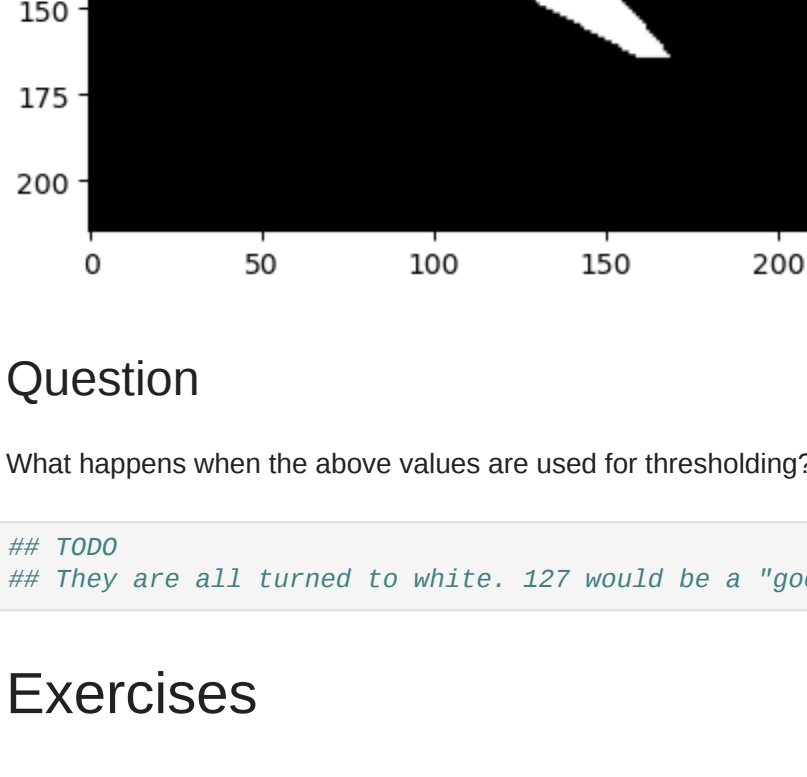 150
175
200
0 50 100 150 200
Question
What happens when the above values are used for thresholding?
## TODO
## They are all turned to white. 127 would be a "goo
Exercises